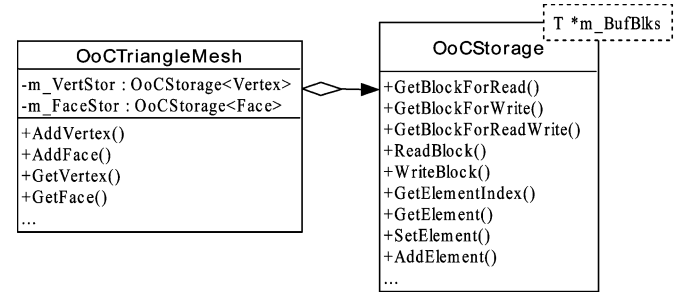 OoCTriangleMesh
-m_VertStor : OoCStorage<Vertex>
-m_FaceStor : OoCStorage<Face>
+AddVertex()
+AddFace()
+GetVertex()
+GetFace()
...
T *m_BufBlks
OoCStorage
+GetBlockForRead()
+GetBlockForWrite()
+GetBlockForReadWrite()
+ReadBlock()
+WriteBlock()
+GetElementIndex()
+GetElement()
+SetElement()
+AddElement()
...